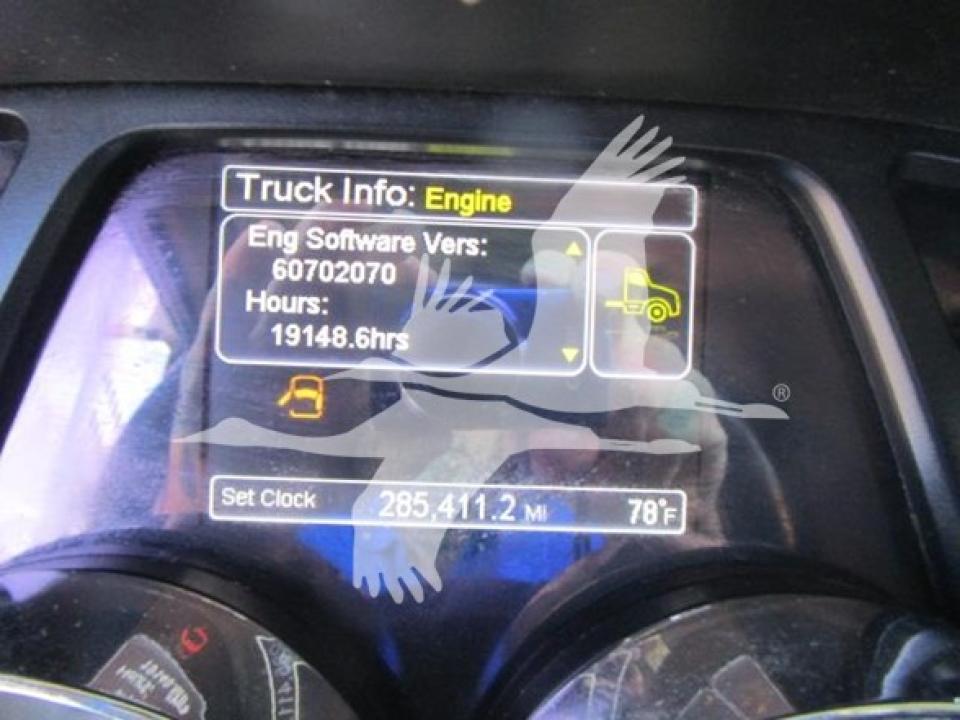 Truck Info: Engine
Eng Software Vers:
60702070
Hours:
19148.6hrs
®
Set Clock 285,411.2 MI 78°F